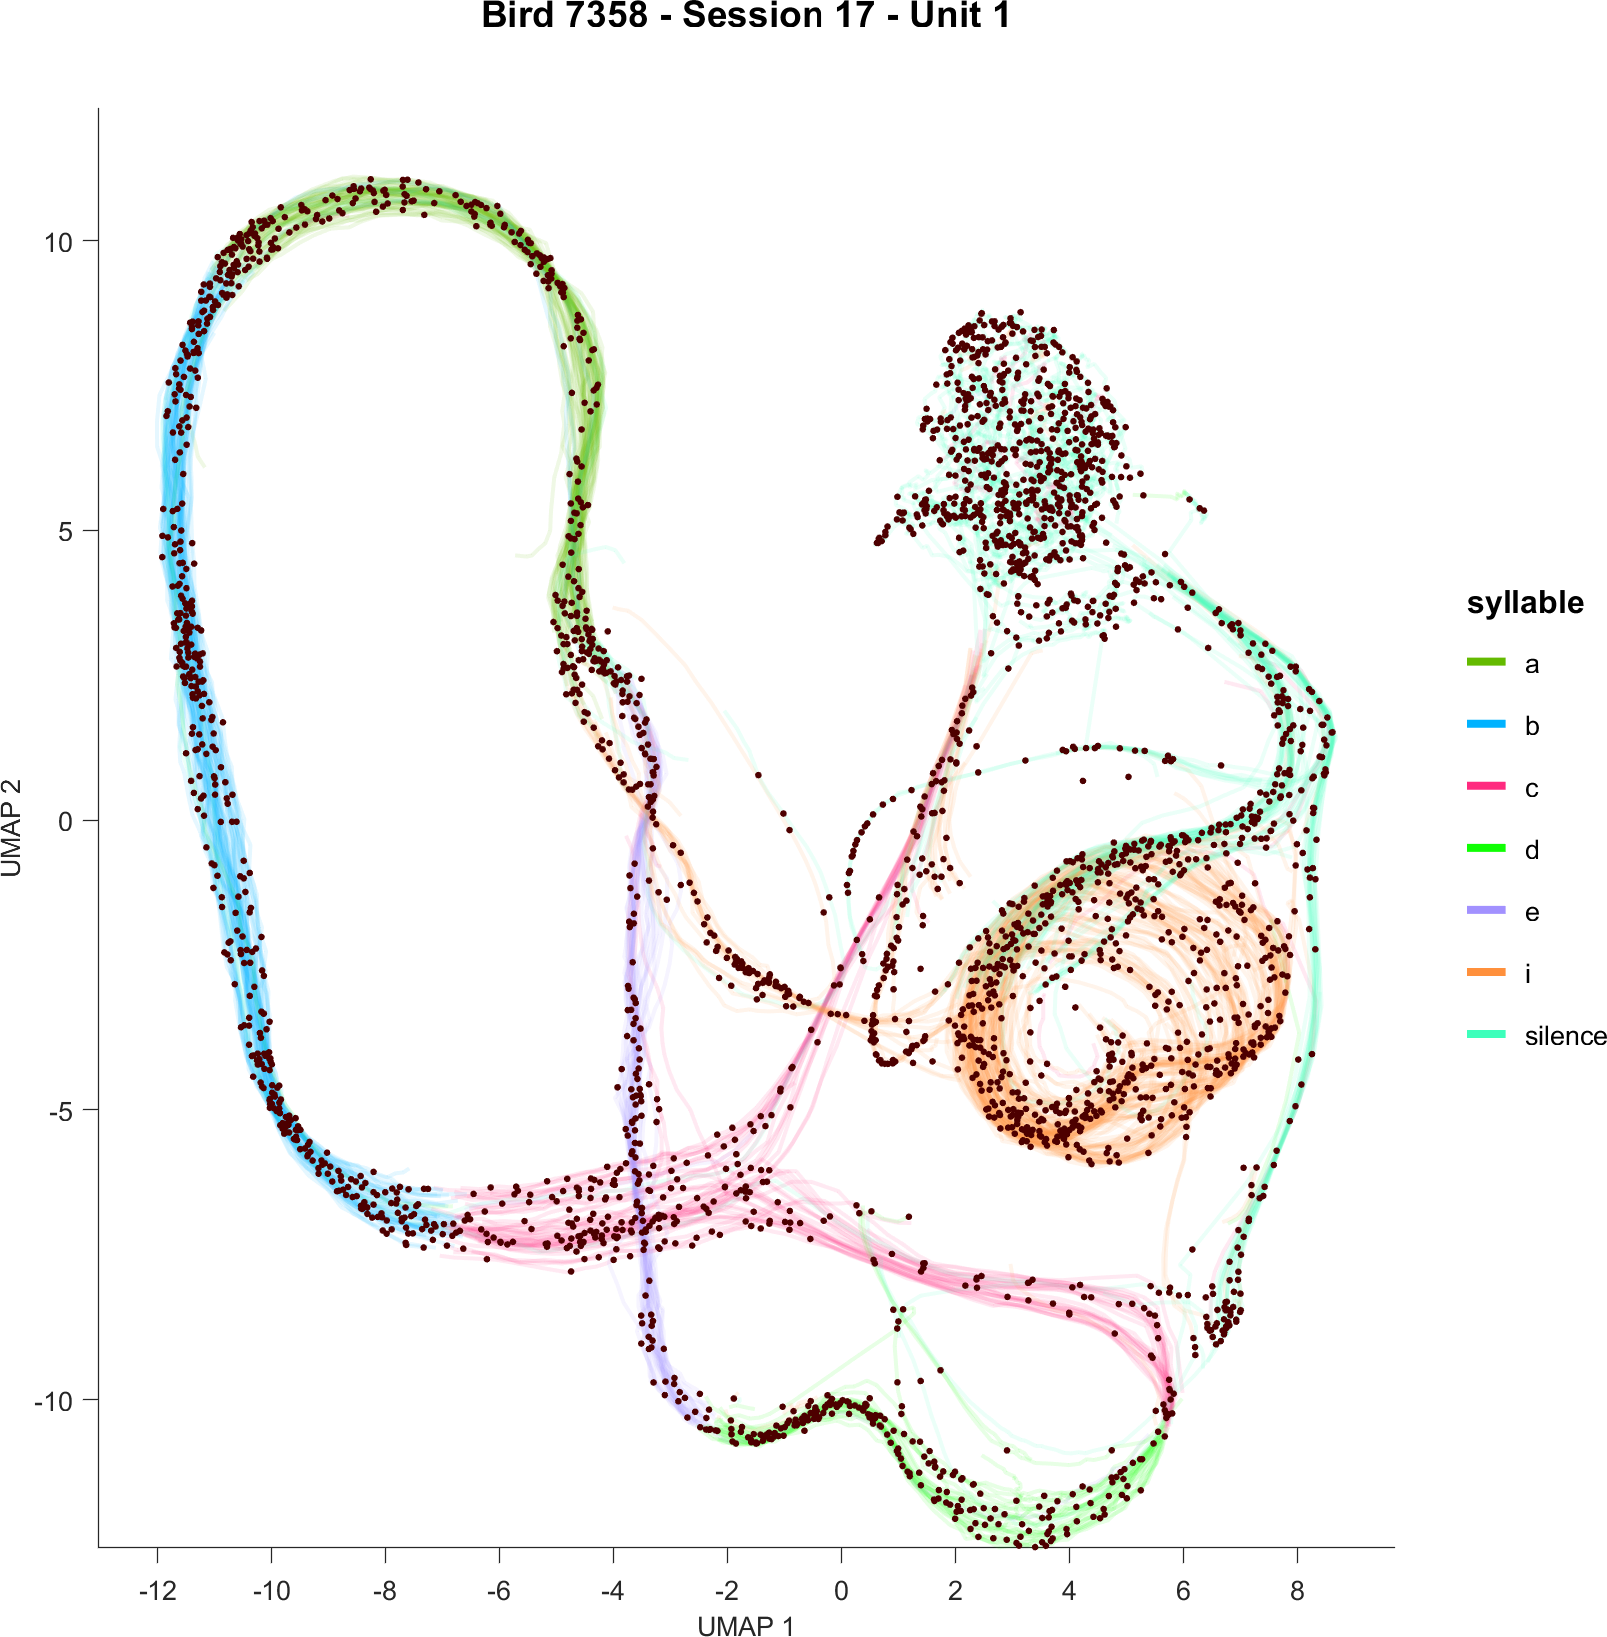 Bird 7358 - Session 17 - Unit 1
10
5
0
-5
-10
UMAP 2
-12 -10 -8 -6 -4 -2 0 2 4 6 8
UMAP 1
syllable
a
b
c
d
e
i
silence